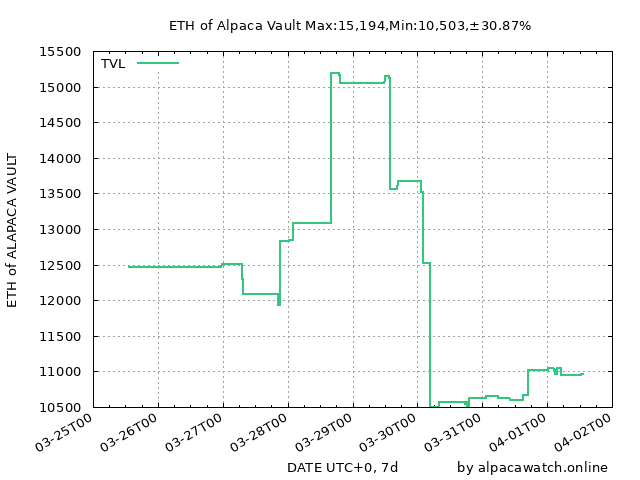 ETH of Alpaca Vault Max:15,194,Min:10,503,±30.87%
TVL
ETH of ALAPACA VAULT
15500
15000
14500
14000
13500
13000
12500
12000
11500
11000
10500
03-25T00
03-26T00
03-27T00
03-28T00
03-29T00
03-30T00
03-31T00
04-01T00
04-02T00
DATE UTC+0, 7d
by alpacawatch.online